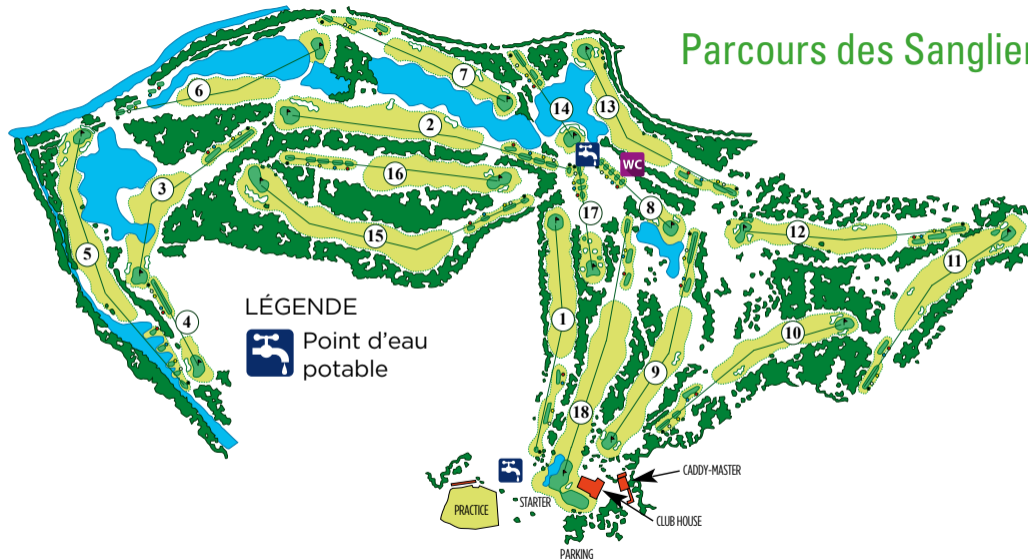 Parcours des Sanglier
7
6
14
13
2
WC
3
16
17
8
12
15
11
5
LÉGENDE
Point d'eau
potable
4
1
10
9
18
CADDY-MASTER
STARTER
PRACTICE
CLUB HOUSE
PARKING